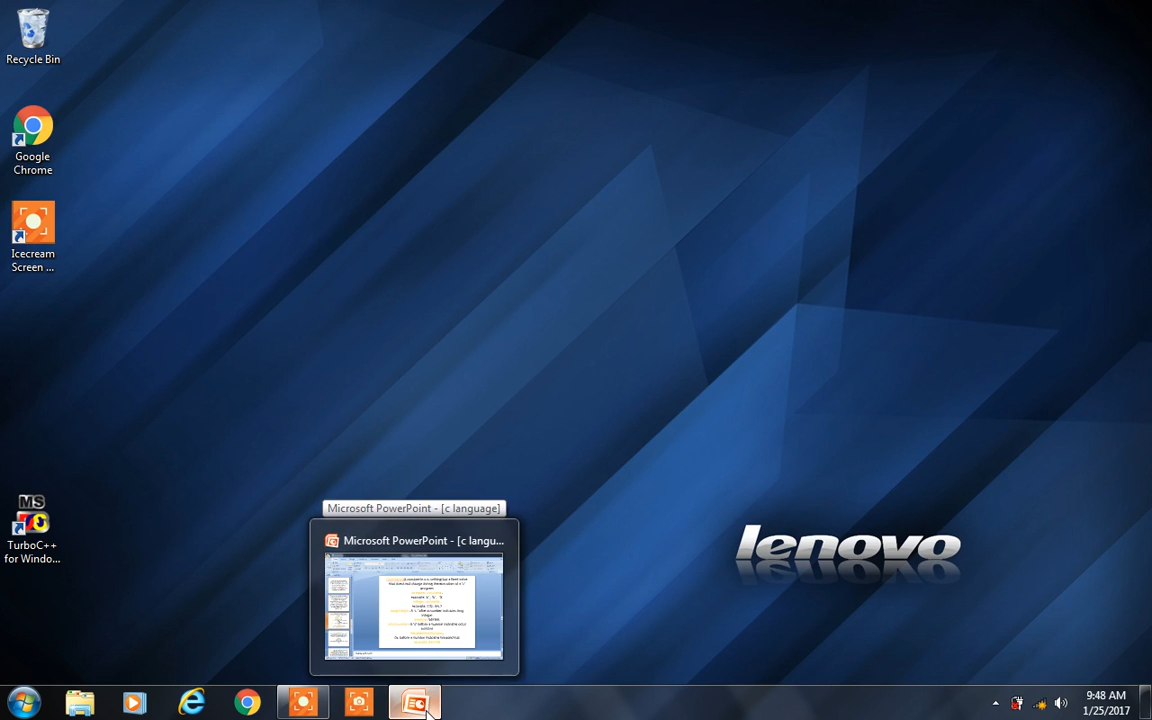 Recycle Bin
Google
Chrome
Icecream
Screen ...
MS
TurboC++
for Windo...
lenovo
Microsoft PowerPoint - [c language]
Microsoft PowerPoint - [c langu...
9:48 AM
1/25/2017